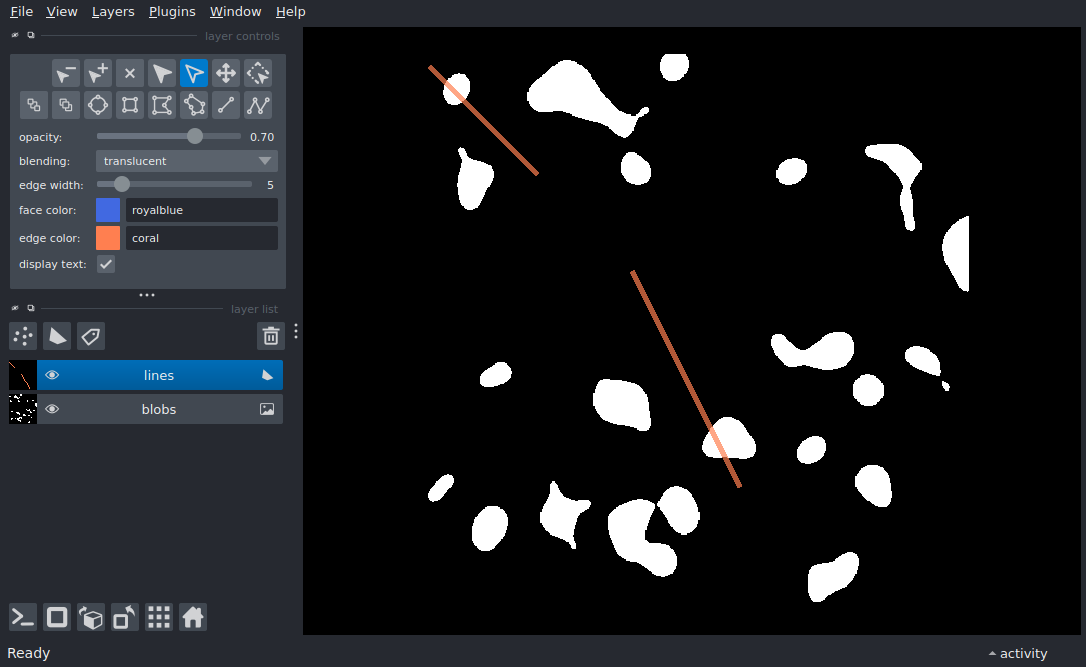 File View Layers Plugins Window Help
layer controls
opacity: 0.70
blending: translucent
edge width: 5
face color: royalblue
edge color: coral
display text:
layer list
lines
blobs
Ready
activity